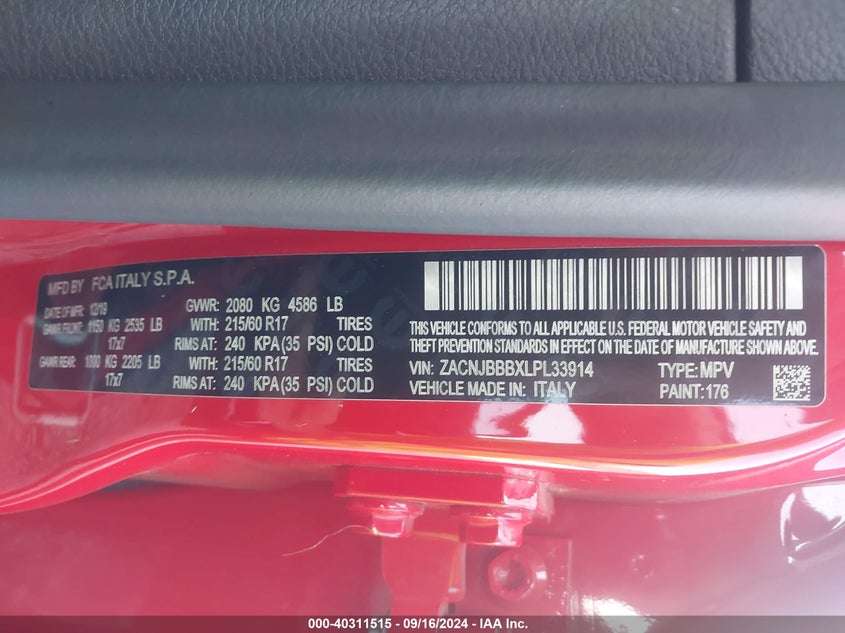 MFD BY FCA ITALY S.P.A.
DATE OF MFR: 12/19 GVWR: 2080 KG 4586 LB
GAWR FRONT: 1150 KG 2535 LB WITH: 215/60 R17 TIRES
17x7 RIMS AT: 240 KPA (35 PSI) COLD
GAWR REAR: 1000 KG 2205 LB WITH: 215/60 R17 TIRES
17x7 RIMS AT: 240 KPA (35 PSI) COLD
THIS VEHICLE CONFORMS TO ALL APPLICABLE U.S. FEDERAL MOTOR VEHICLE SAFETY AND
THEFT PREVENTION STANDARDS IN EFFECT ON THE DATE OF MANUFACTURE SHOWN ABOVE.
VIN: ZACNJBBBXLPL33914 TYPE: MPV
VEHICLE MADE IN: ITALY PAINT: 176
000-40311515 - 09/16/2024 - IAA Inc.